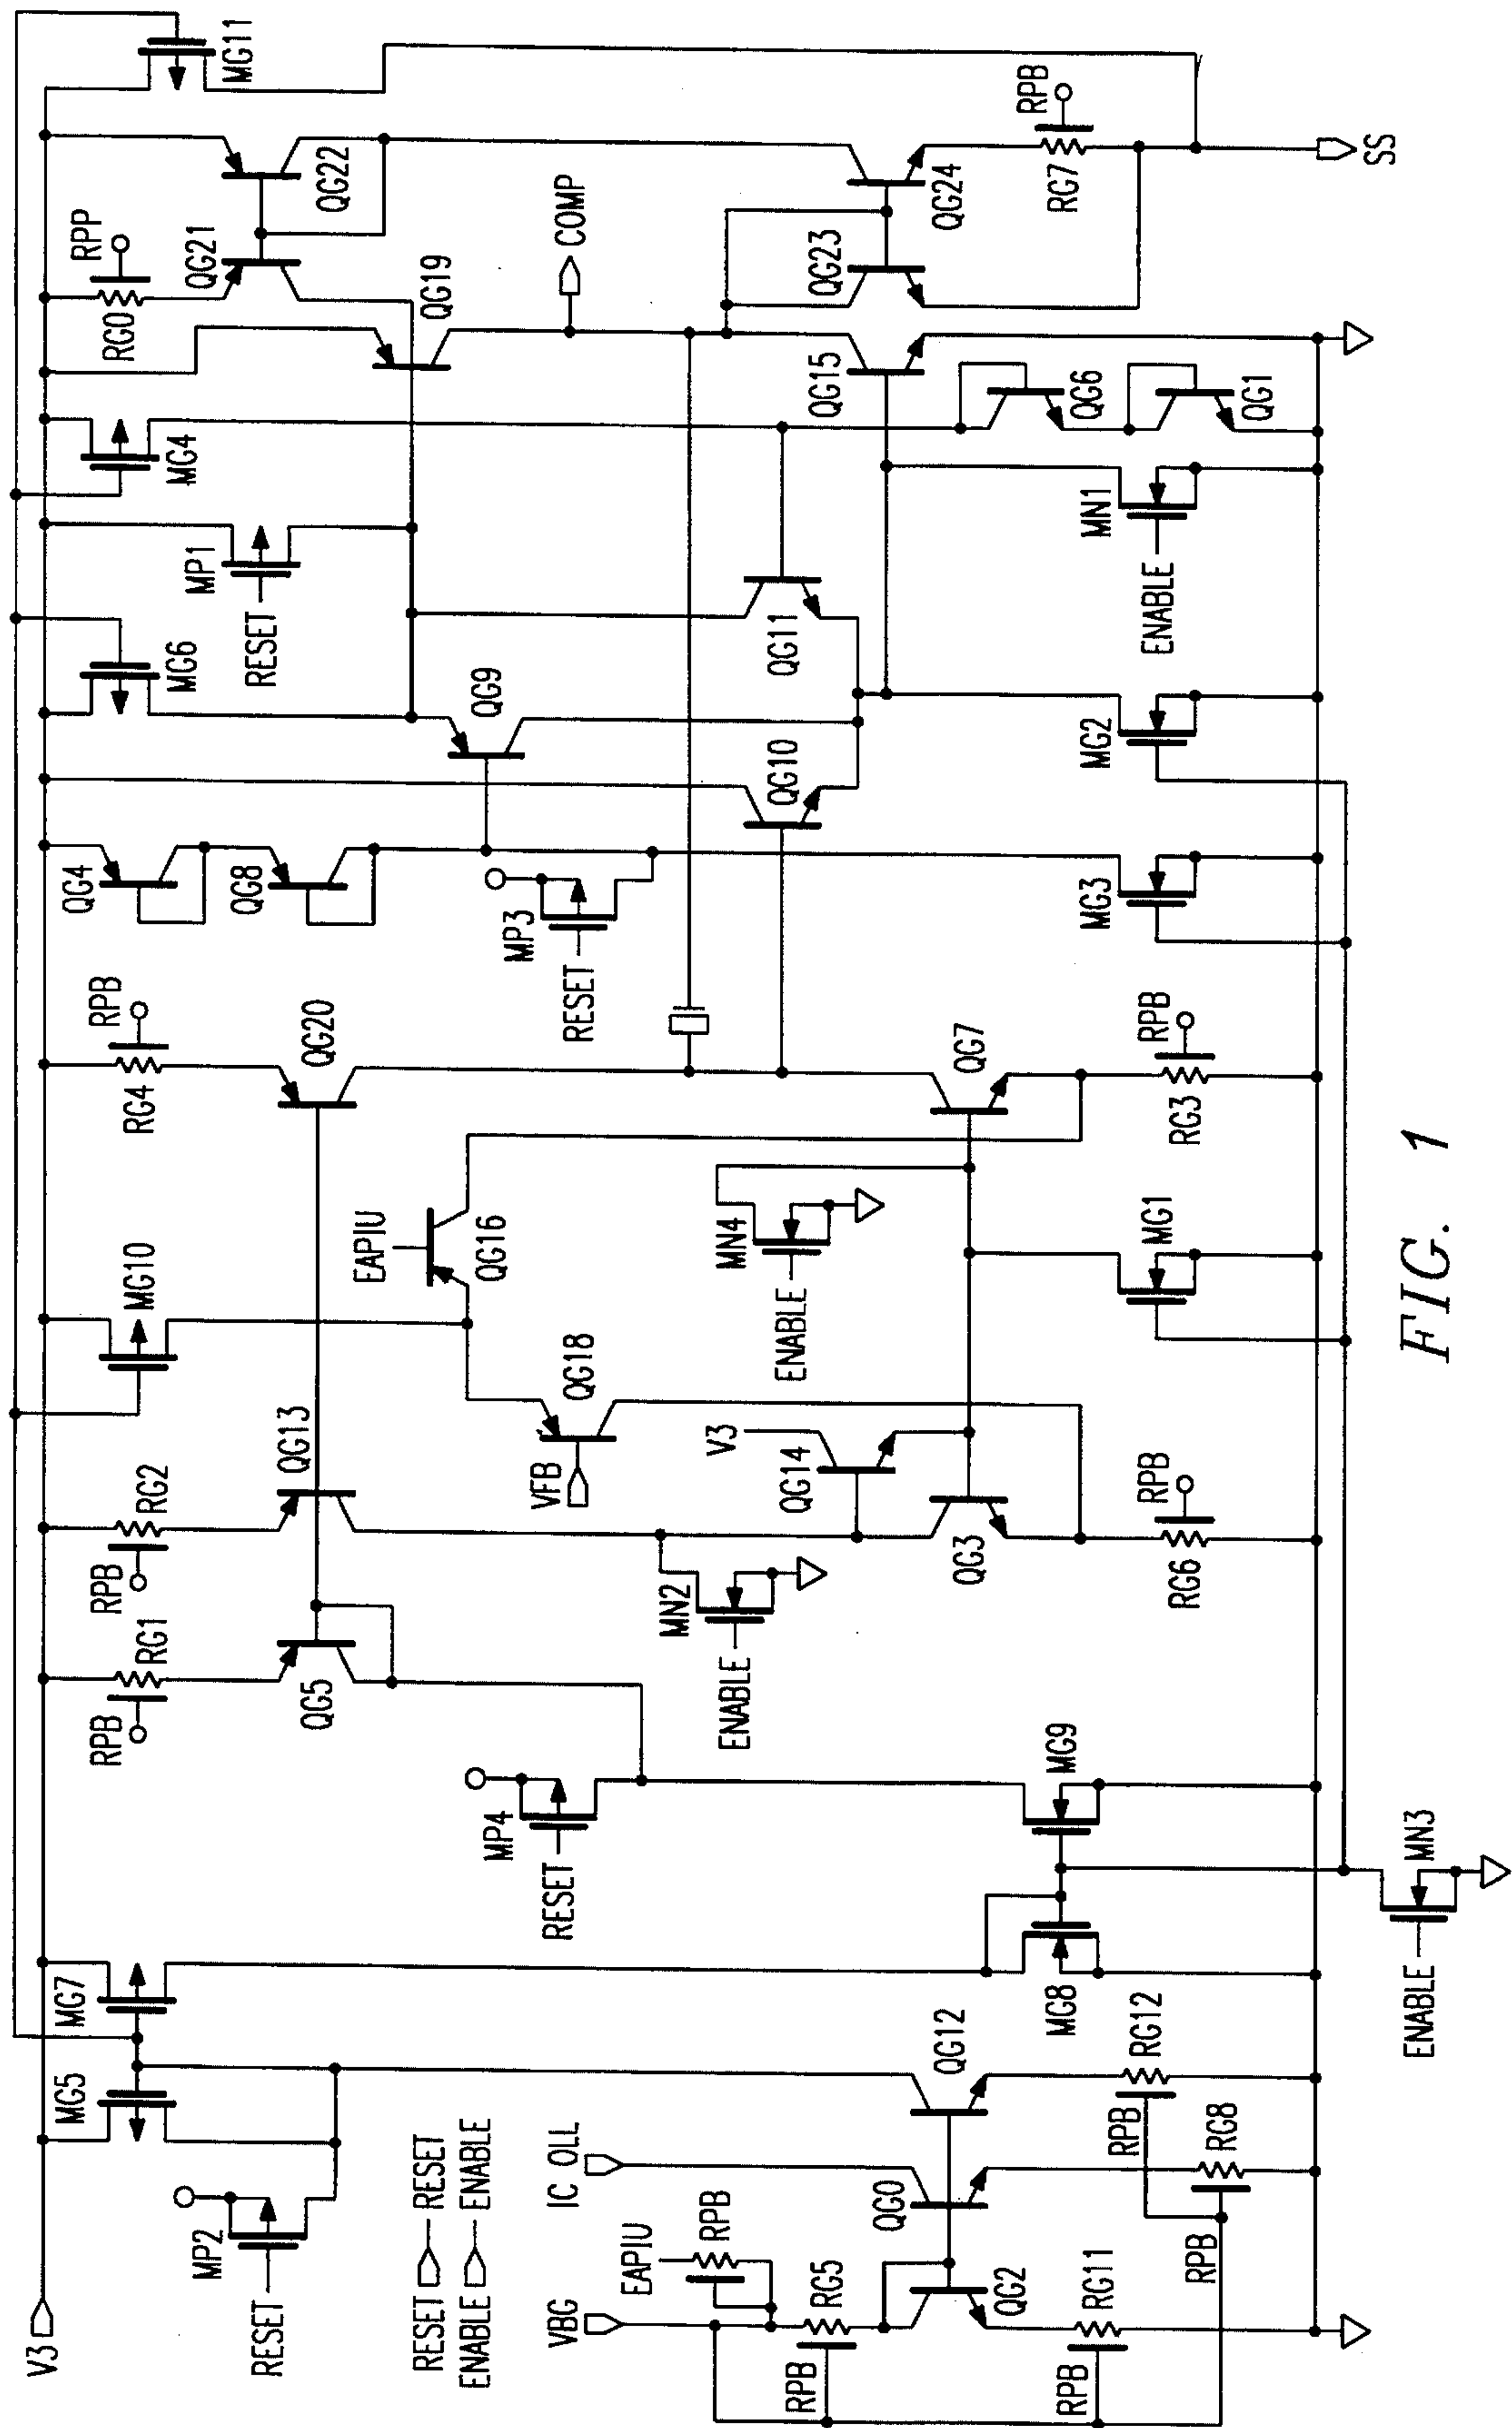 V3
MP2
RESET
MG5
MG7
RESET
RESET
ENABLE
ENABLE
VBG
EAPIU
RPB
IC OLL
RPB
RG5
QG2
QG0
QG12
RPB
RG11
RPB
RG8
RPB
RG12
MG8
MG9
ENABLE
MN3
MP4
RESET
RPB
RG1
QG5
RPB
RG2
QG13
MN2
ENABLE
VFB
QG18
V3
QG14
QG3
RPB
RG6
MG10
EAPIU
QG16
MN4
ENABLE
MG1
RG4
RPB
QG20
QG7
RG3
RPB
QG4
QG8
MP3
RESET
MG3
QG10
QG9
MG2
MG6
MP1
RESET
QG11
MG4
MN1
ENABLE
QG6
QG1
QG15
RG0
RPP
QG21
QG19
COMP
QG22
QG23
QG24
RG7
RPB
MG11
SS
FIG. 1